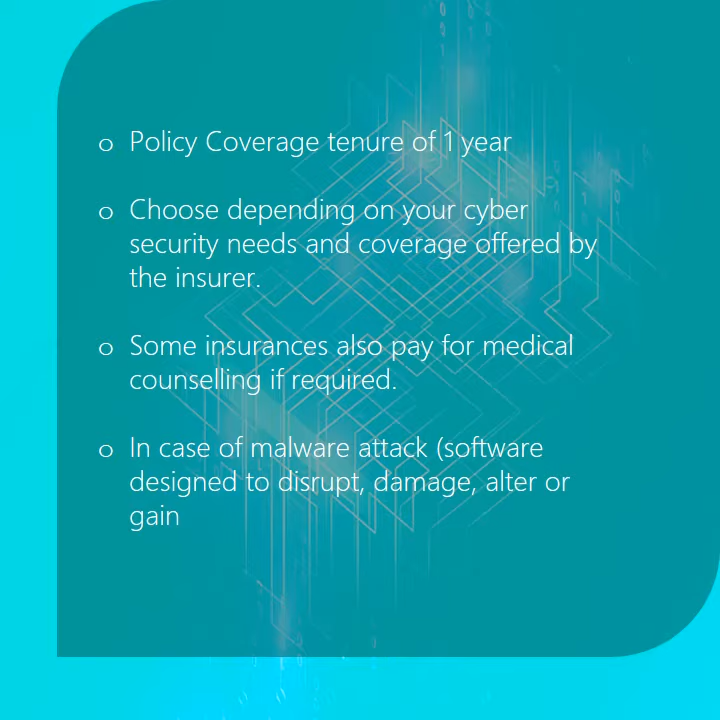 o Policy Coverage tenure of 1 year
o Choose depending on your cyber
security needs and coverage offered by
the insurer.
o Some insurances also pay for medical
counselling if required.
o In case of malware attack (software
designed to disrupt, damage, alter or
gain